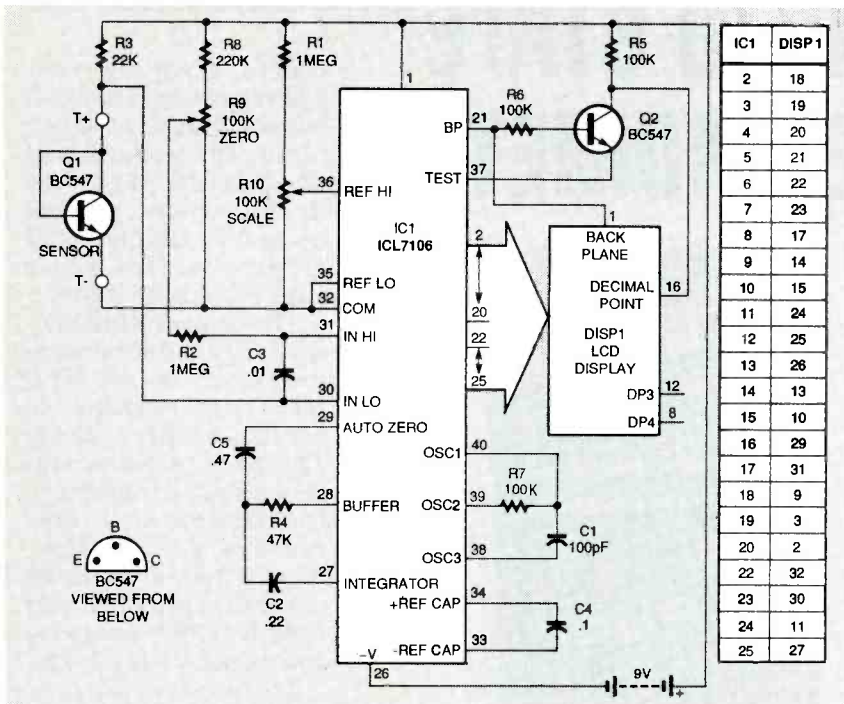 R3
22K
R8
220K
R1
1MEG
R5
100K
1
T+
R9
100K
ZERO
Q1
BC547
SENSOR
T-
R10
100K
SCALE
R6
100K
Q2
BC547
21
BP
37
TEST
36
REF HI
IC1
ICL7106
35
REF LO
32
COM
31
IN HI
R2
1MEG
C3
.01
30
IN LO
29
AUTO ZERO
C5
.47
28
BUFFER
R4
47K
27
INTEGRATOR
C2
.22
2
20
22
25
1
BACK
PLANE
DECIMAL
POINT
16
DISP1
LCD
DISPLAY
DP3
12
DP4
8
40
OSC1
R7
100K
39
OSC2
38
OSC3
C1
100pF
34
+REF CAP
C4
.1
33
-REF CAP
-V
26
9V
+
B
E
C
BC547
VIEWED FROM
BELOW
IC1 DISP 1
2 18
3 19
4 20
5 21
6 22
7 23
8 17
9 14
10 15
11 24
12 25
13 26
14 13
15 10
16 29
17 31
18 9
19 3
20 2
22 32
23 30
24 11
25 27